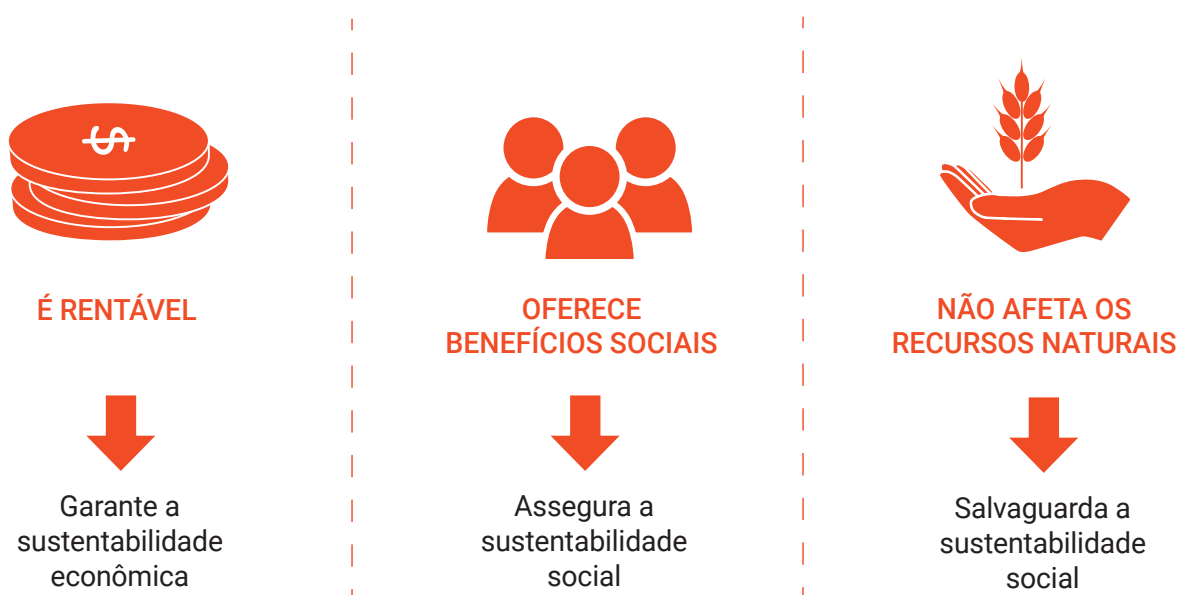 $
É RENTÁVEL
Garante a
sustentabilidade
econômica
OFERECE
BENEFÍCIOS SOCIAIS
Assegura a
sustentabilidade
social
NÃO AFETA OS
RECURSOS NATURAIS
Salvaguarda a
sustentabilidade
social